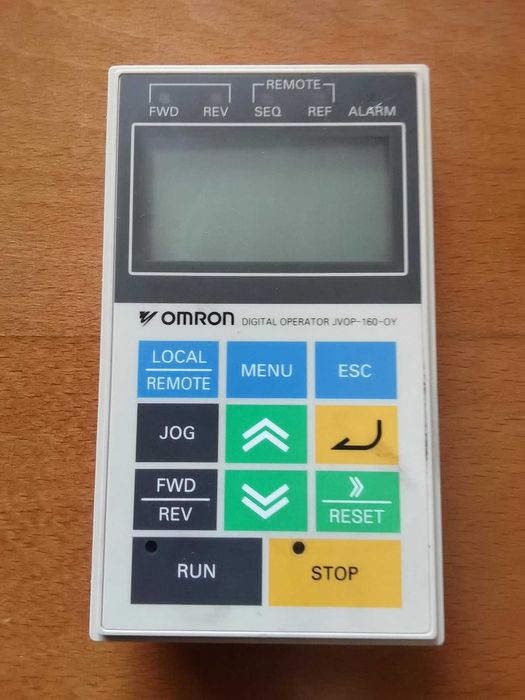 REMOTE
FWD REV SEQ REF ALARM
OMRON DIGITAL OPERATOR JVOP-160-OY
LOCAL
REMOTE
MENU
ESC
JOG
FWD
REV
RESET
RUN
STOP